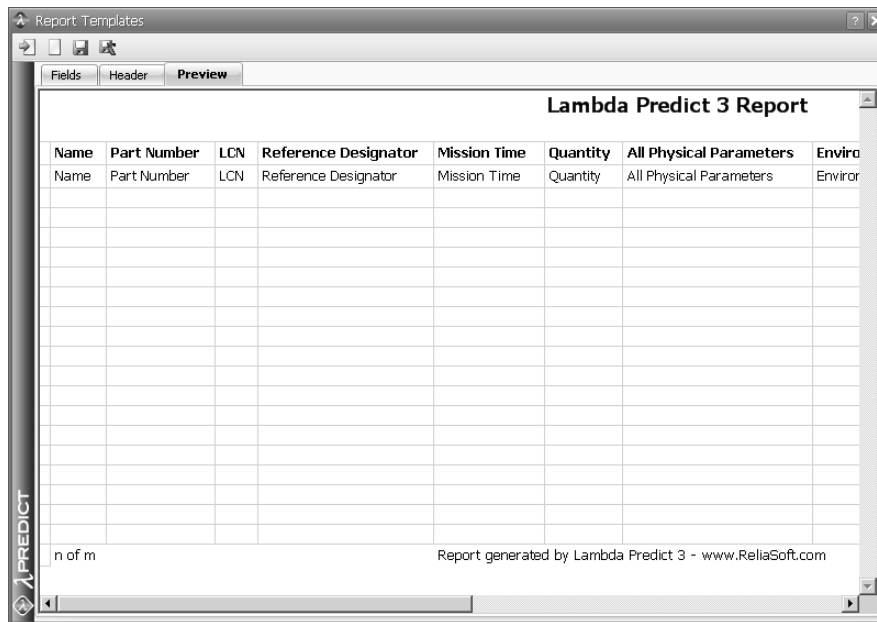 Report Templates
?
Fields Header Preview
Lambda Predict 3 Report
Name Part Number LCN Reference Designator Mission Time Quantity All Physical Parameters Enviro
Name Part Number LCN Reference Designator Mission Time Quantity All Physical Parameters Environ
n of m Report generated by Lambda Predict 3 - www.ReliaSoft.com
λ PREDICT